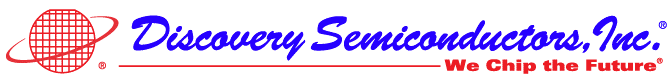 Discovery Semiconductors, Inc.®
® We Chip the Future®